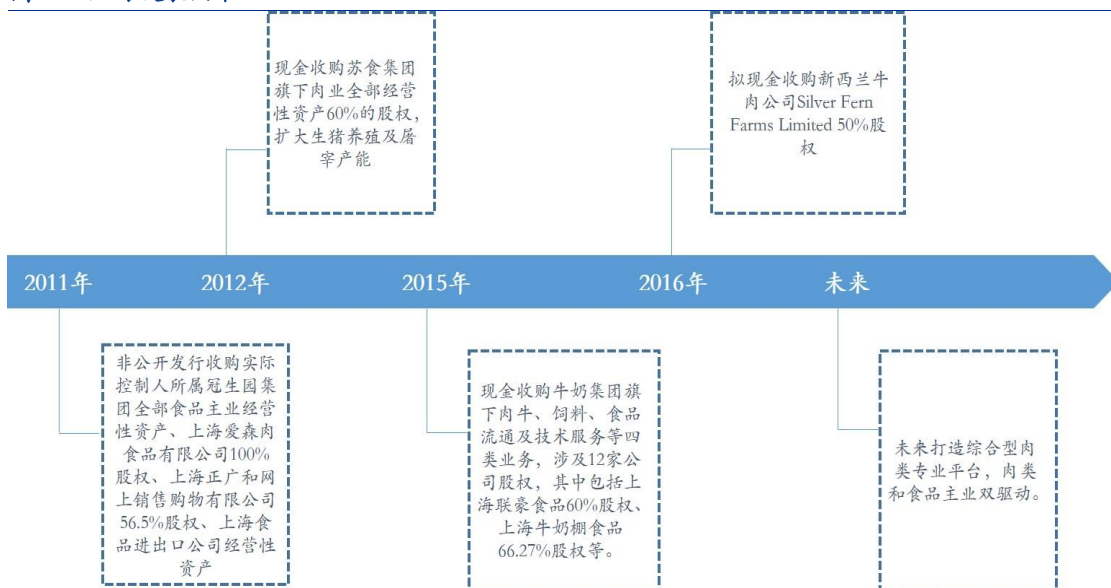 现金收购苏食集团
旗下肉业全部经营
性资产60%的股权，
扩大生猪养殖及屠
宰产能
拟现金收购新西兰牛
肉公司Silver Fern
Farms Limited 50%股
权
2011年
2012年
2015年
2016年
未来
非公开发行收购实际
控制人所属冠生园集
团全部食品主业经营
性资产、上海爱森肉
食品有限公司100%
股权、上海正广和网
上销售购物有限公司
56.5%股权、上海食
品进出口公司经营性
资产
现金收购牛奶集团旗
下肉牛、饲料、食品
流通及技术服务等四
类业务，涉及12家公
司股权，其中包括上
海联豪食品60%股权、
上海牛奶棚食品
66.27%股权等。
未来打造综合型肉
类专业平台，肉类
和食品主业双驱动。